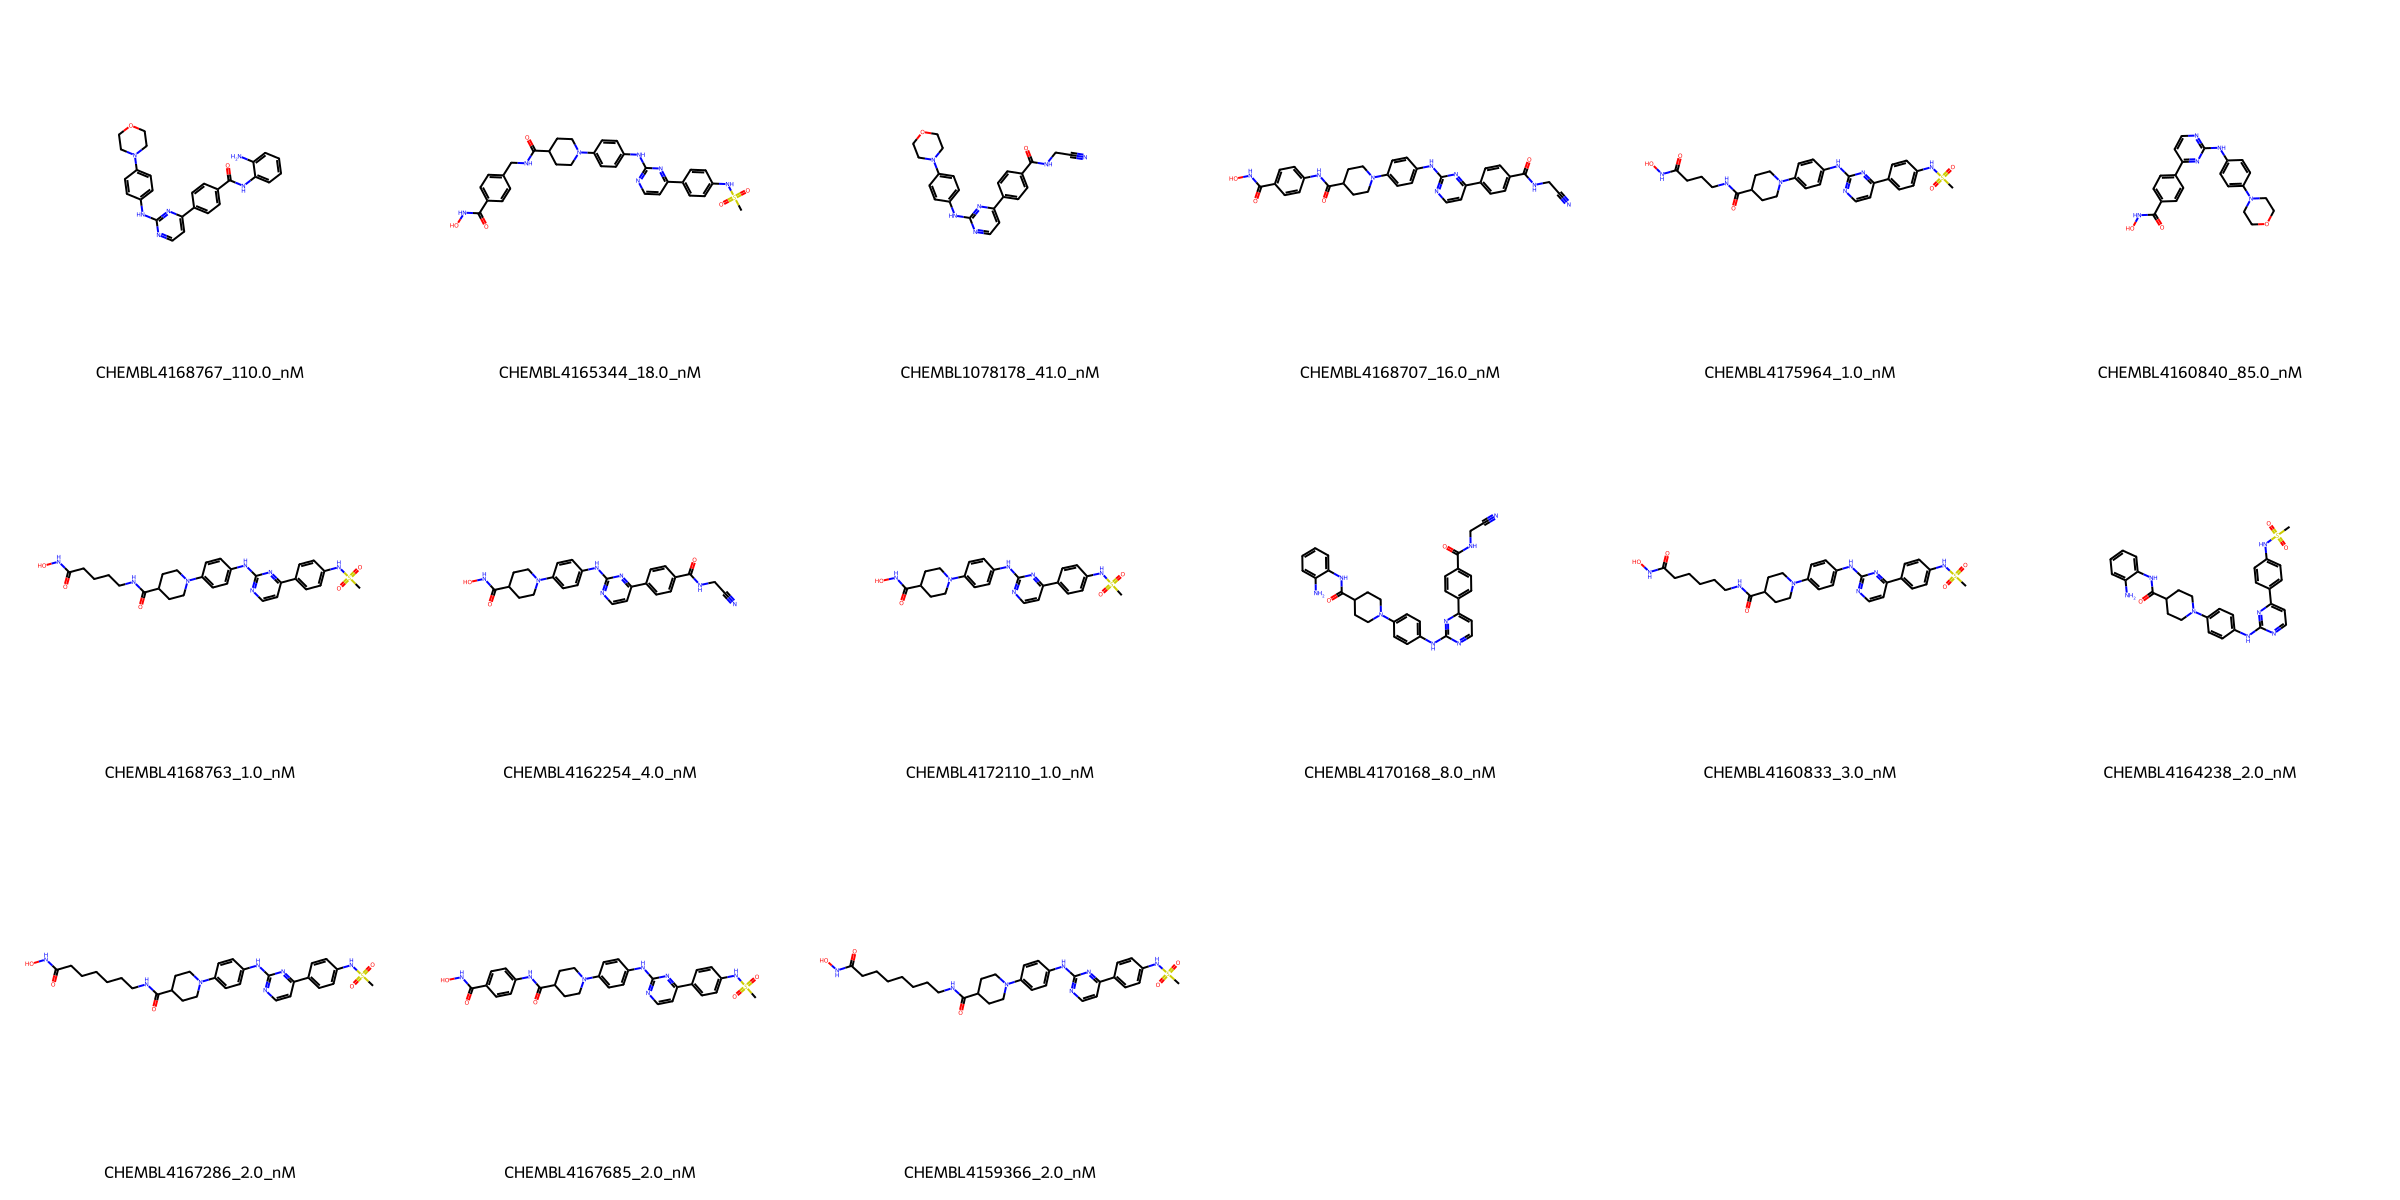 CHEMBL4168767_110.0_nM
CHEMBL4165344_18.0_nM
CHEMBL1078178_41.0_nM
CHEMBL4168707_16.0_nM
CHEMBL4175964_1.0_nM
CHEMBL4160840_85.0_nM
CHEMBL4168763_1.0_nM
CHEMBL4162254_4.0_nM
CHEMBL4172110_1.0_nM
CHEMBL4170168_8.0_nM
CHEMBL4160833_3.0_nM
CHEMBL4164238_2.0_nM
CHEMBL4167286_2.0_nM
CHEMBL4167685_2.0_nM
CHEMBL4159366_2.0_nM